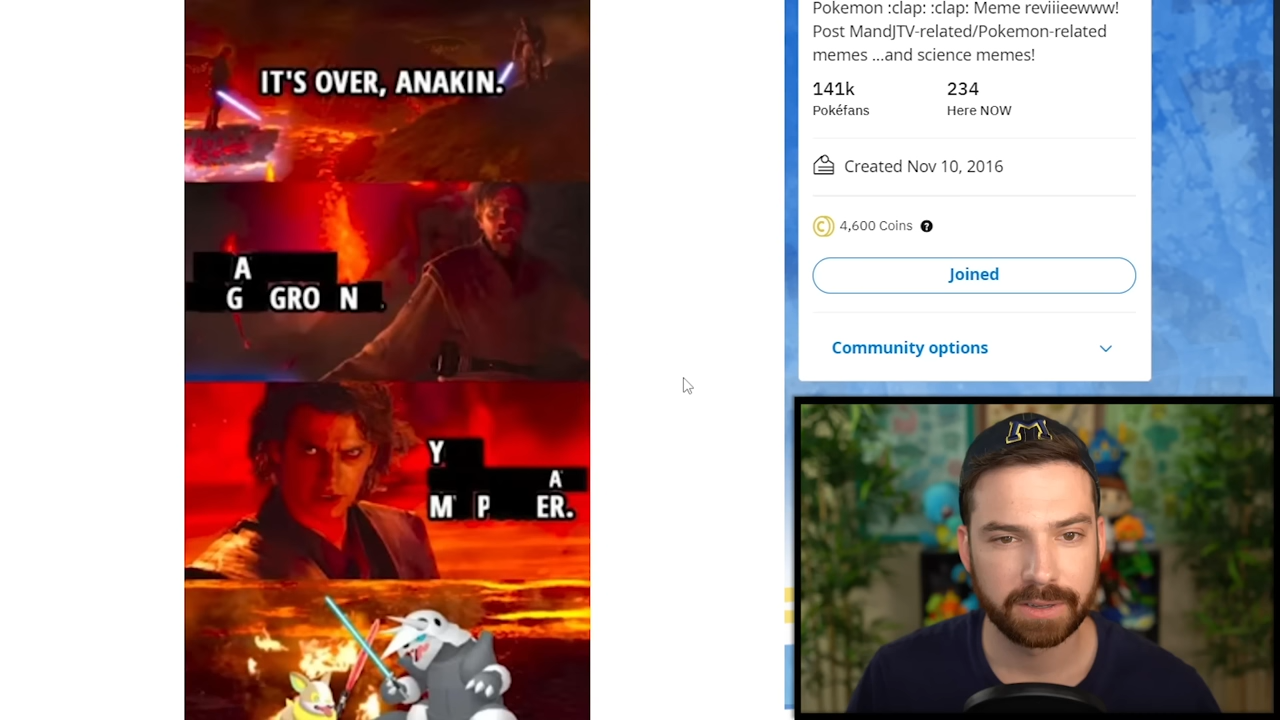 IT'S OVER, ANAKIN.
A
G GRO N .
Y
A
M P ER.
Pokemon :clap: :clap: Meme reviiieewww!
Post MandJTV-related/Pokemon-related
memes ...and science memes!
141k
234
Pokéfans
Here NOW
Created Nov 10, 2016
4,600 Coins
Joined
Community options
M